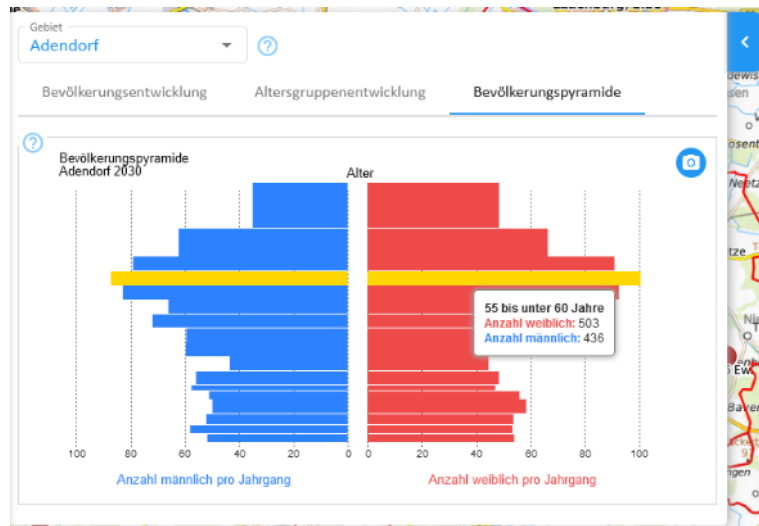 Gebiet
Adendorf
Bevölkerungsentwicklung Altersgruppenentwicklung Bevölkerungspyramide
Bevölkerungspyramide
Adendorf 2030
Alter
55 bis unter 60 Jahre
Anzahl weiblich: 503
Anzahl männlich: 436
100 80 60 40 20 0 0 20 40 60 80 100
Anzahl männlich pro Jahrgang Anzahl weiblich pro Jahrgang